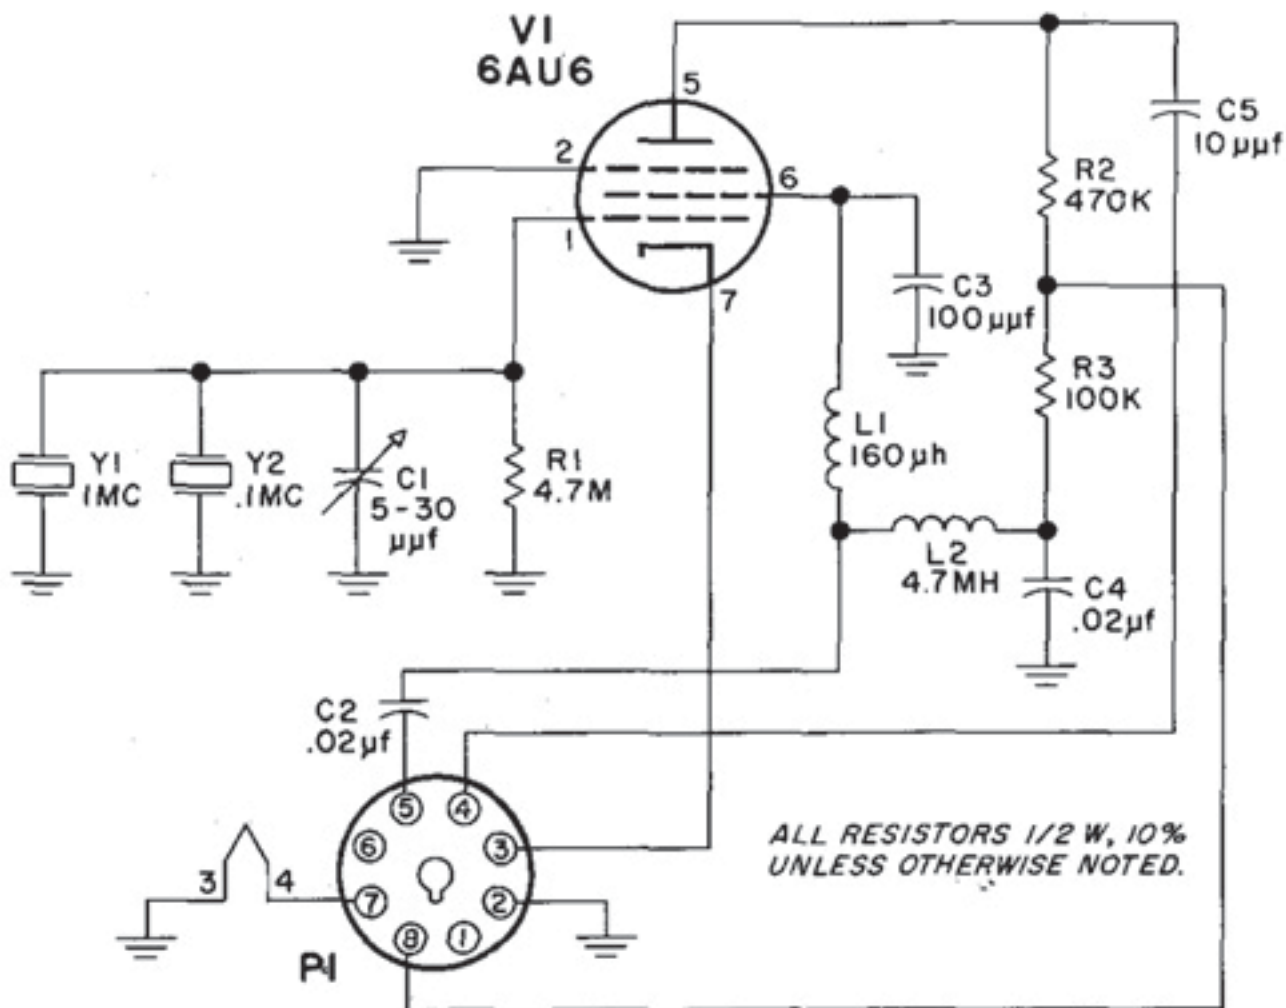 V1
6AU6
5
2
6
1
7
C5
10 μμf
R2
470K
C3
100 μμf
R3
100K
L1
160 μh
Y1
1MC
Y2
.1MC
C1
5-30
μμf
R1
4.7M
L2
4.7MH
C4
.02μf
C2
.02μf
5
4
6
3
3
4
7
2
8
1
P1
ALL RESISTORS 1/2 W, 10%
UNLESS OTHERWISE NOTED.